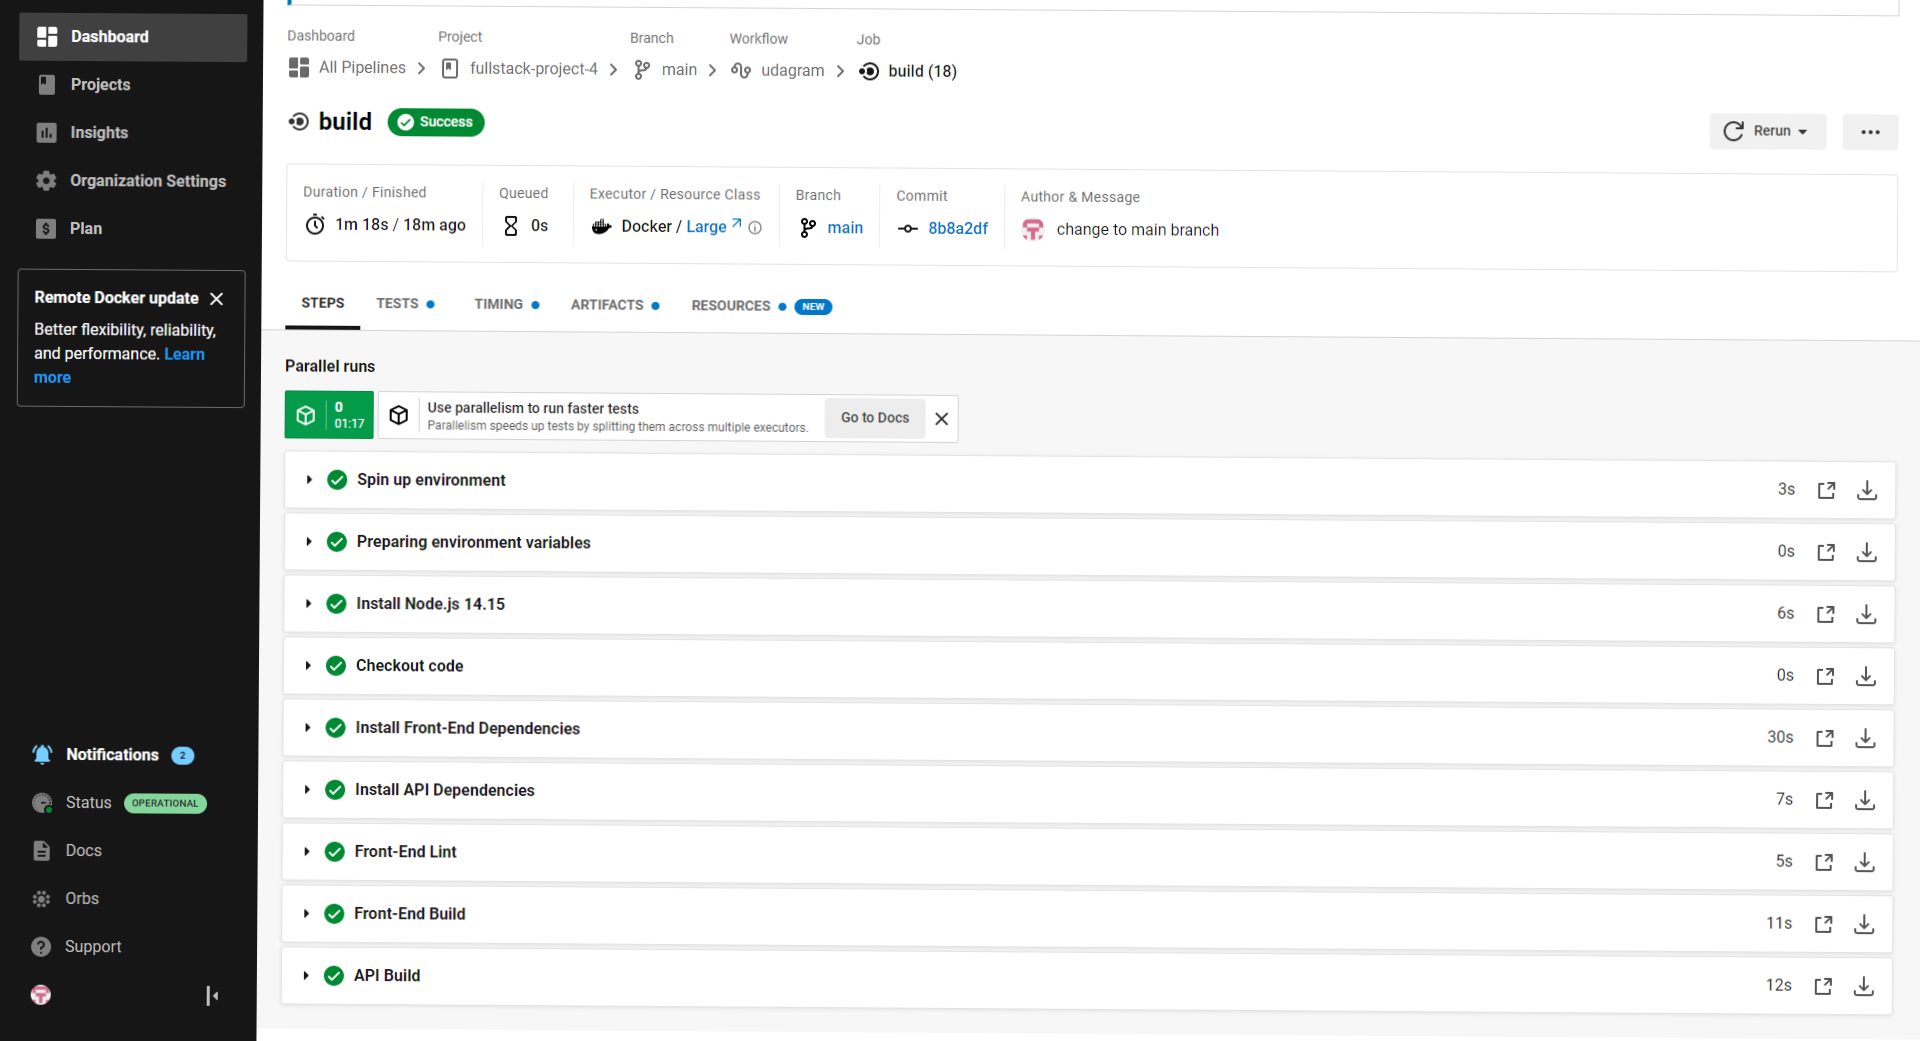 Dashboard
Projects
Insights
Organization Settings
Plan
Remote Docker update
Better flexibility, reliability,
and performance. Learn
more
Notifications 2
Status OPERATIONAL
Docs
Orbs
Support
Dashboard Project Branch Workflow Job
All Pipelines fullstack-project-4 main udagram build (18)
build Success
Rerun
Duration / Finished Queued Executor / Resource Class Branch Commit Author & Message
1m 18s / 18m ago 0s Docker / Large main 8b8a2df change to main branch
STEPS TESTS TIMING ARTIFACTS RESOURCES NEW
Parallel runs
0
01:17
Use parallelism to run faster tests
Parallelism speeds up tests by splitting them across multiple executors.
Go to Docs
Spin up environment 3s
Preparing environment variables 0s
Install Node.js 14.15 6s
Checkout code 0s
Install Front-End Dependencies 30s
Install API Dependencies 7s
Front-End Lint 5s
Front-End Build 11s
API Build 12s